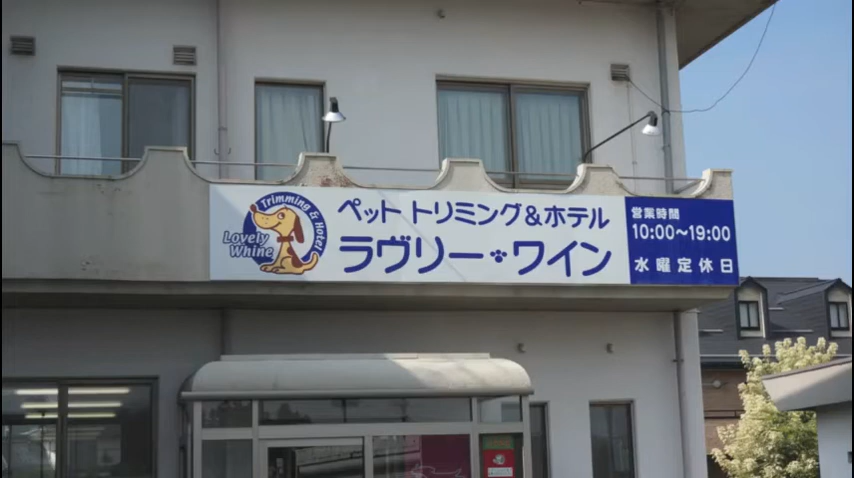 Trimming & Hotel
Lovely
Whine
ペット トリミング&ホテル
ラヴリー・ワイン
営業時間
10:00~19:00
水曜定休日